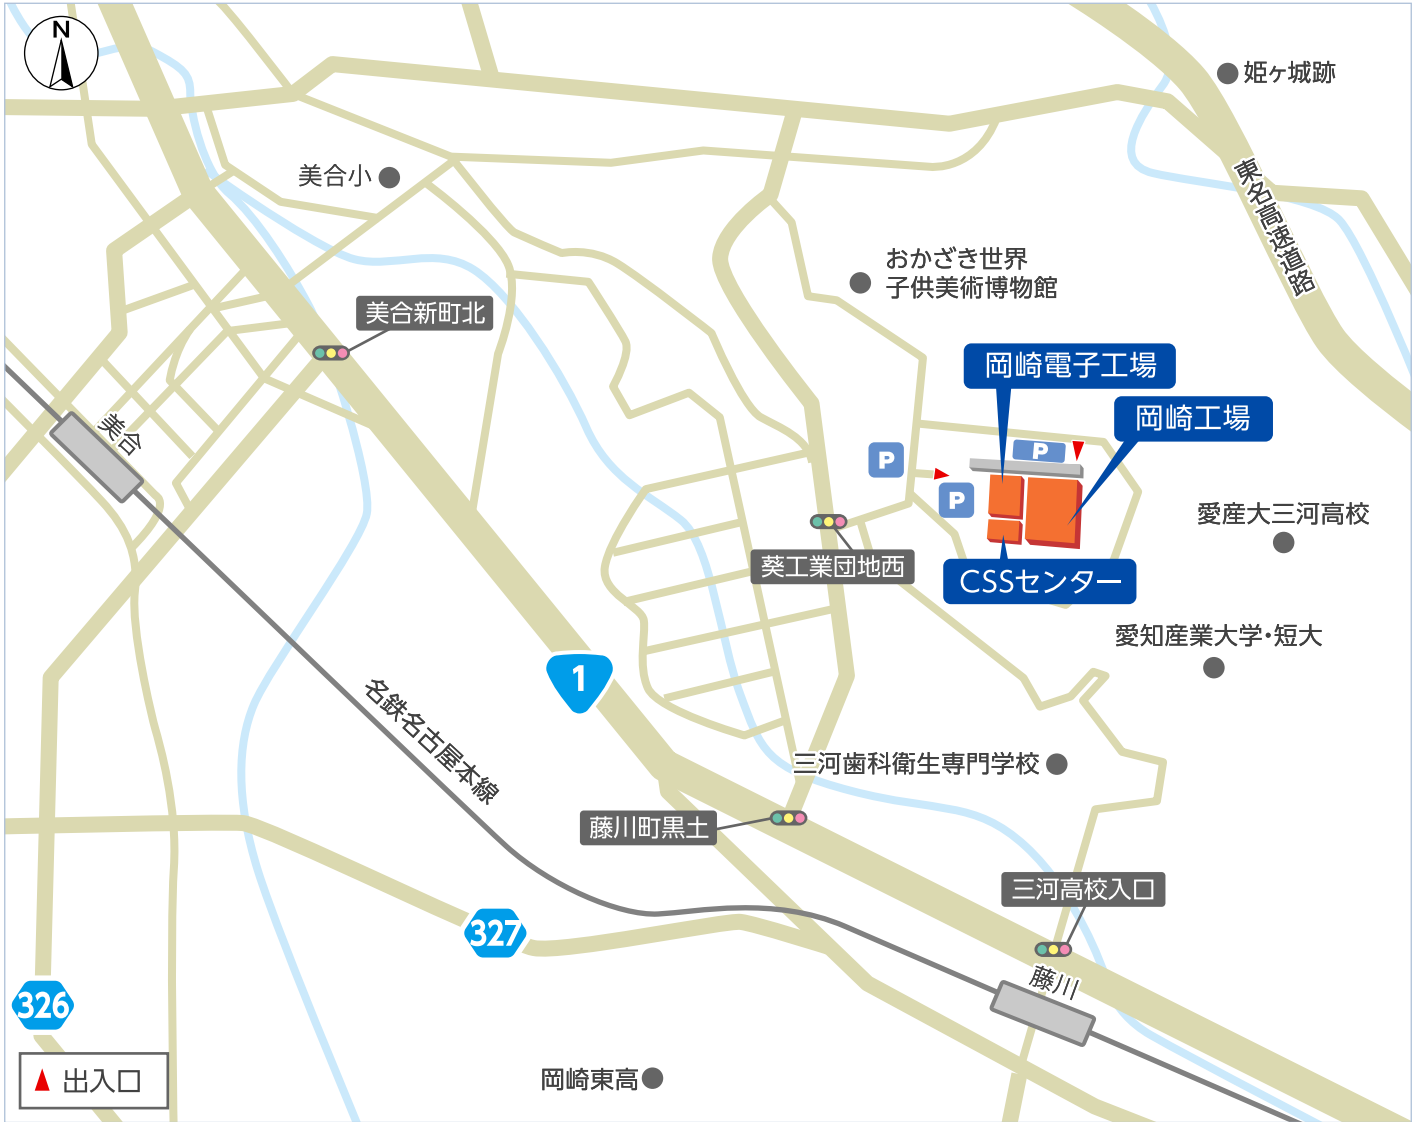 N
姫ヶ城跡
美合小
東名高速道路
おかざき世界
子供美術博物館
美合新町北
岡崎電子工場
岡崎工場
美合
P
P
P
愛産大三河高校
葵工業団地西
CSSセンター
愛知産業大学・短大
1
名鉄名古屋本線
三河歯科衛生専門学校
藤川町黒土
三河高校入口
327
藤川
326
出入口
岡崎東高